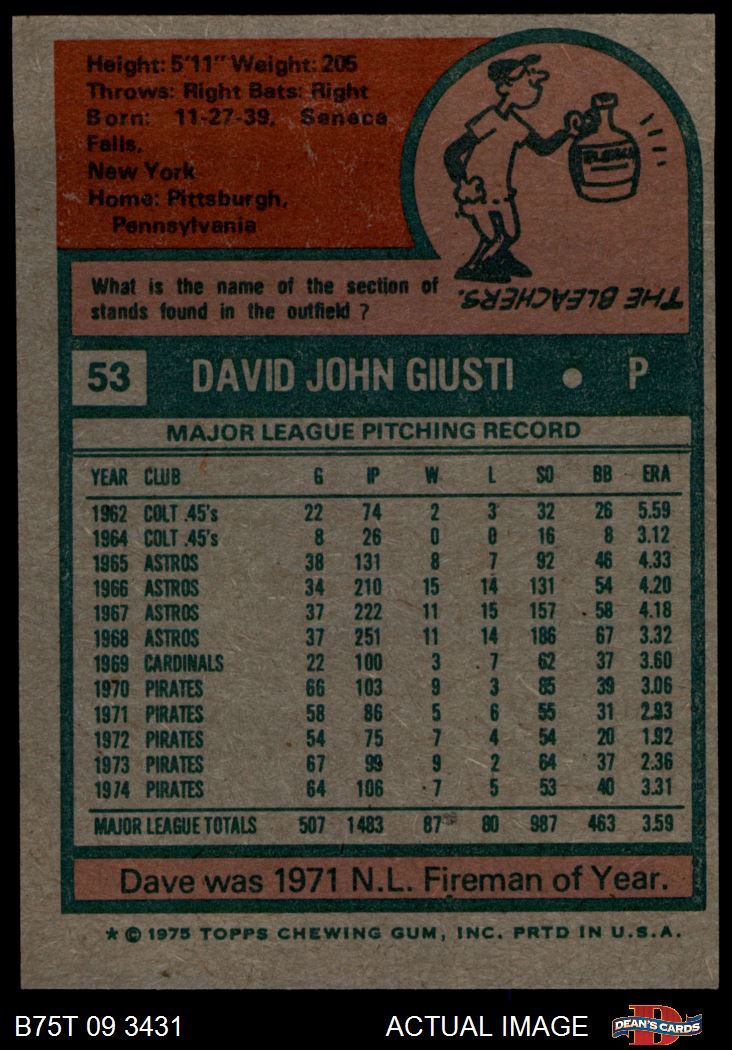 Height: 5'11" Weight: 205
Throws: Right Bats: Right
Born: 11-27-39, Seneca
Falls,
New York
Home: Pittsburgh,
Pennsylvania
What is the name of the section of
stands found in the outfield ?
THE BLEACHERS.
53 DAVID JOHN GIUSTI • P
MAJOR LEAGUE PITCHING RECORD
YEAR CLUB G IP W L SO BB ERA
1962 COLT .45's 22 74 2 3 32 26 5.59
1964 COLT .45's 8 26 0 0 16 8 3.12
1965 ASTROS 38 131 8 7 92 46 4.33
1966 ASTROS 34 210 15 14 131 54 4.20
1967 ASTROS 37 222 11 15 157 58 4.18
1968 ASTROS 37 251 11 14 186 67 3.32
1969 CARDINALS 22 100 3 7 62 37 3.60
1970 PIRATES 66 103 9 3 85 39 3.06
1971 PIRATES 58 86 5 6 55 31 2.93
1972 PIRATES 54 75 7 4 54 20 1.92
1973 PIRATES 67 99 9 2 64 37 2.36
1974 PIRATES 64 106 7 5 53 40 3.31
MAJOR LEAGUE TOTALS 507 1483 87 80 987 463 3.59
Dave was 1971 N.L. Fireman of Year.
* © 1975 TOPPS CHEWING GUM, INC. PRTD IN U.S.A.
B75T 09 3431 ACTUAL IMAGE DEAN'S CARDS